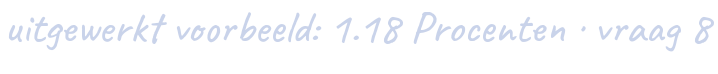 uitgewerkt voorbeeld: 1.18 Procenten · vraag 8